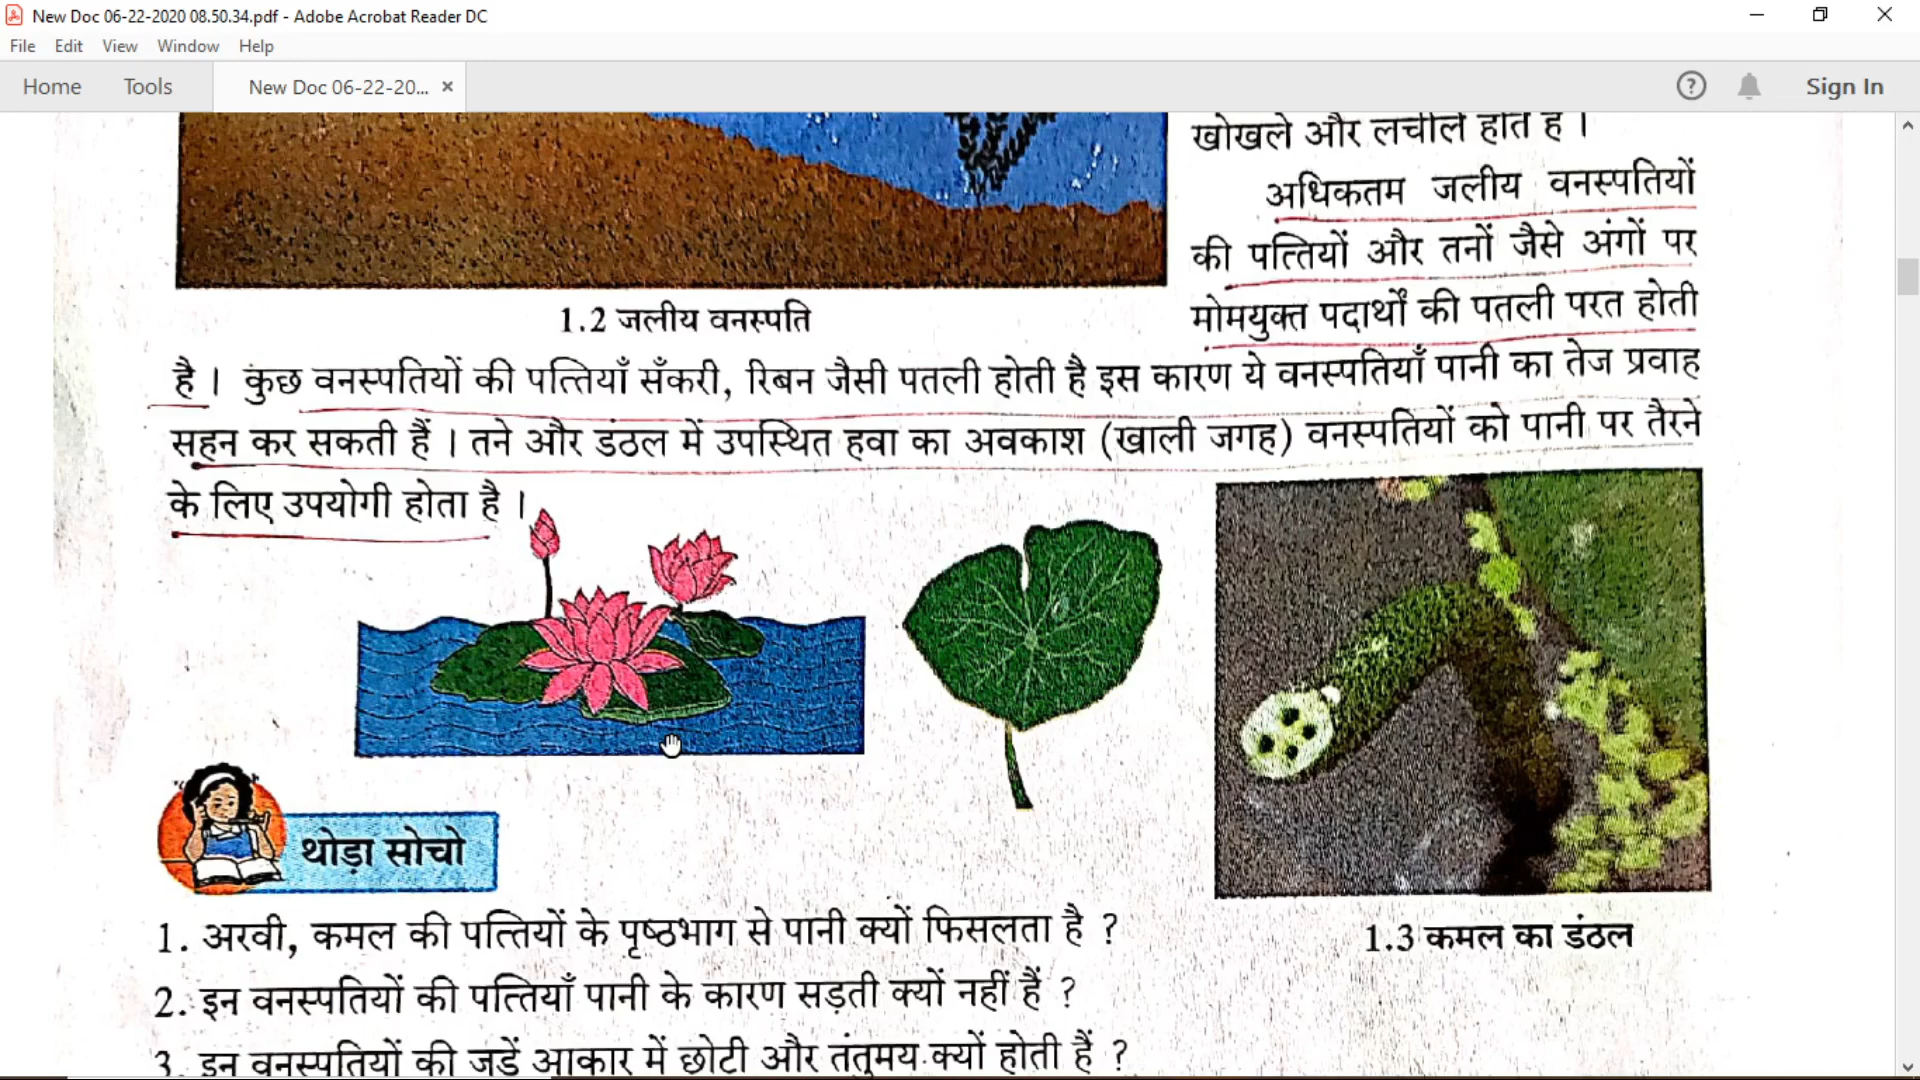 New Doc 06-22-2020 08.50.34.pdf - Adobe Acrobat Reader DC
File Edit View Window Help
Home Tools New Doc 06-22-20... × ? Sign In
खोखले और लचीले होते हैं ।
अधिकतम जलीय वनस्पतियों
की पत्तियों और तनों जैसे अंगों पर
मोमयुक्त पदार्थों की पतली परत होती
1.2 जलीय वनस्पति
है । कुछ वनस्पतियों की पत्तियाँ सँकरी, रिबन जैसी पतली होती है इस कारण ये वनस्पतियाँ पानी का तेज प्रवाह
सहन कर सकती हैं । तने और डंठल में उपस्थित हवा का अवकाश (खाली जगह) वनस्पतियों को पानी पर तैरने
के लिए उपयोगी होता है ।
थोड़ा सोचो
1. अरवी, कमल की पत्तियों के पृष्ठभाग से पानी क्यों फिसलता है ?
1.3 कमल का डंठल
2. इन वनस्पतियों की पत्तियाँ पानी के कारण सड़ती क्यों नहीं हैं ?
3. इन वनस्पतियों की जड़ें आकार में छोटी और तंतुमय क्यों होती हैं ?